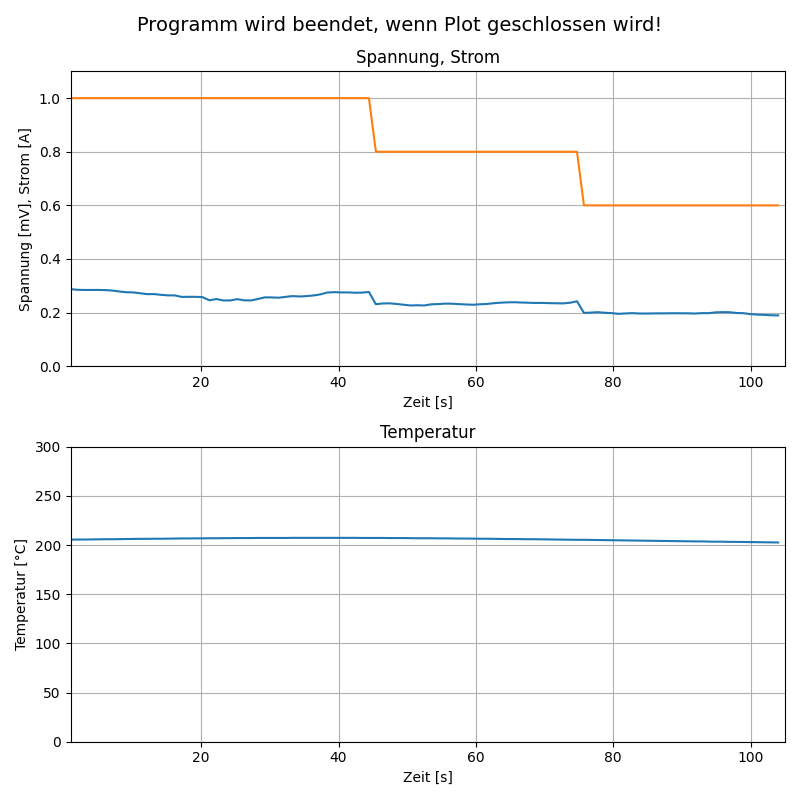 Programm wird beendet, wenn Plot geschlossen wird!
Spannung, Strom
1.0
0.8
0.6
0.4
0.2
0.0
Spannung [mV], Strom [A]
20 40 60 80 100
Zeit [s]
Temperatur
300
250
200
150
100
50
0
Temperatur [°C]
20 40 60 80 100
Zeit [s]